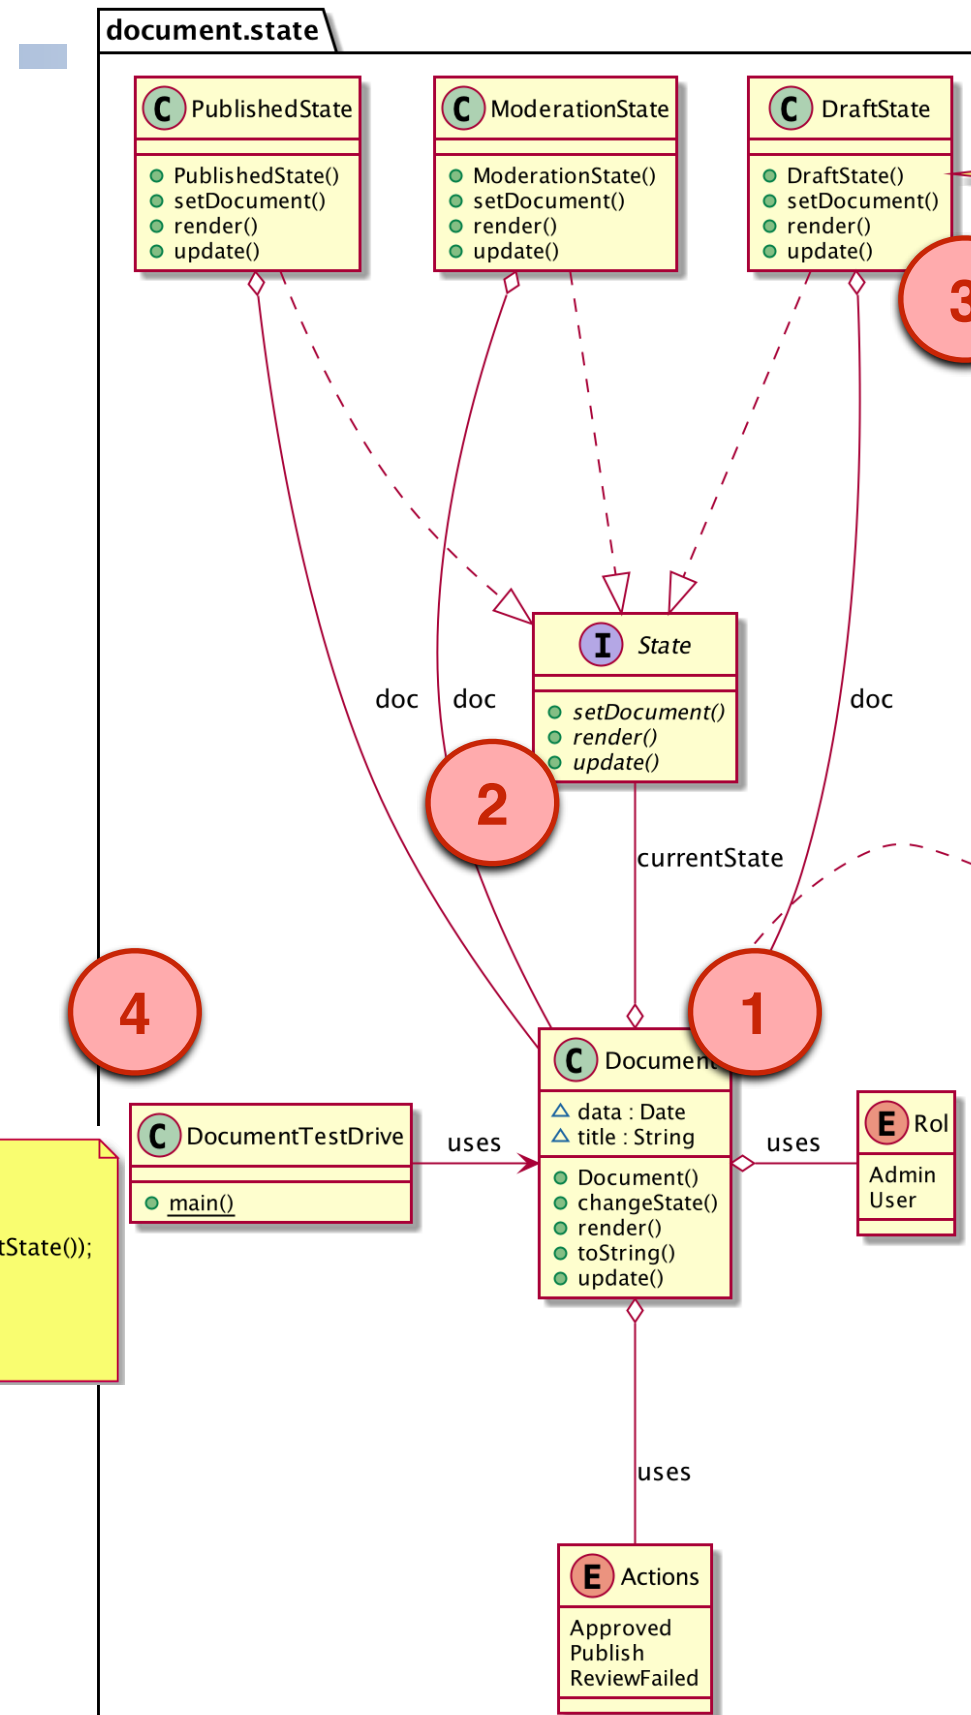 document.state
C PublishedState
PublishedState()
setDocument()
render()
update()
C ModerationState
ModerationState()
setDocument()
render()
update()
C DraftState
DraftState()
setDocument()
render()
update()
3
doc
doc
doc
I State
setDocument()
render()
update()
2
currentState
4
1
C Document
data : Date
title : String
Document()
changeState()
render()
toString()
update()
C DocumentTestDrive
main()
uses
uses
E Rol
Admin
User
tState());
uses
E Actions
Approved
Publish
ReviewFailed